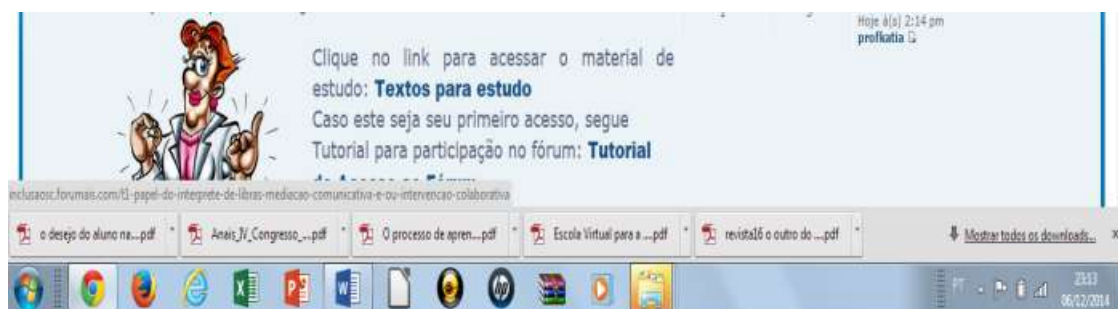 Hoje à(s) 2:14 pm
profkatia
Clique no link para acessar o material de
estudo: Textos para estudo
Caso este seja seu primeiro acesso, segue
Tutorial para participação no fórum: Tutorial
inclusaosc.forumais.com/t1-papel-do-interprete-de-libras-mediacao-comunicativa-e-ou-intervencao-colaborativa
o desejo do aluno na....pdf
Anais_IV_Congresso_....pdf
O processo de apren....pdf
Escola Virtual para a ....pdf
revista16 o outro do ....pdf
Mostrar todos os downloads...
PT
23:13
06/12/2014